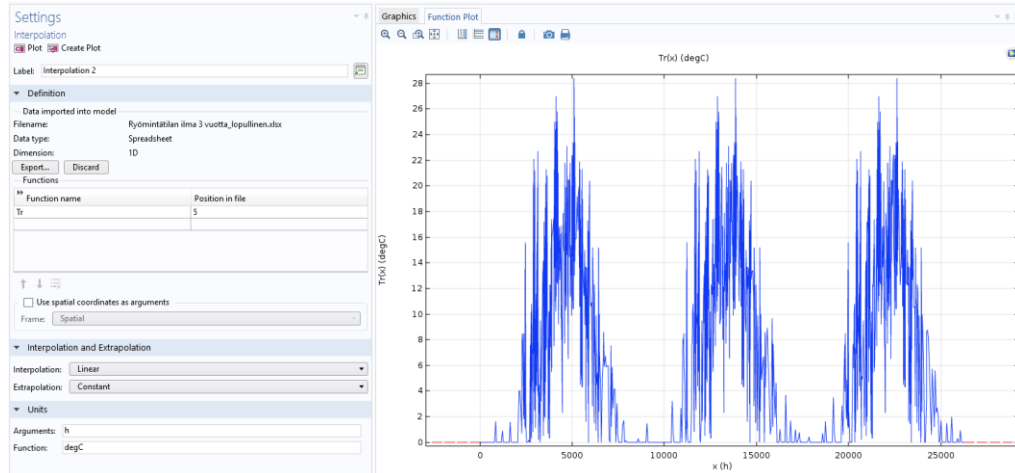 Settings
Interpolation
Plot Create Plot
Label: Interpolation 2
Definition
Data imported into model
Filename: Ryömintätilan ilma 3 vuotta_lopullinen.xlsx
Data type: Spreadsheet
Dimension: 1D
Export... Discard
Functions
Function name Position in file
Tr 5
Use spatial coordinates as arguments
Frame: Spatial
Interpolation and Extrapolation
Interpolation: Linear
Extrapolation: Constant
Units
Arguments: h
Function: degC
Graphics Function Plot
Tr(x) (degC)
Tr(x) (degC)
28
26
24
22
20
18
16
14
12
10
8
6
4
2
0
0 5000 10000 15000 20000 25000
x (h)